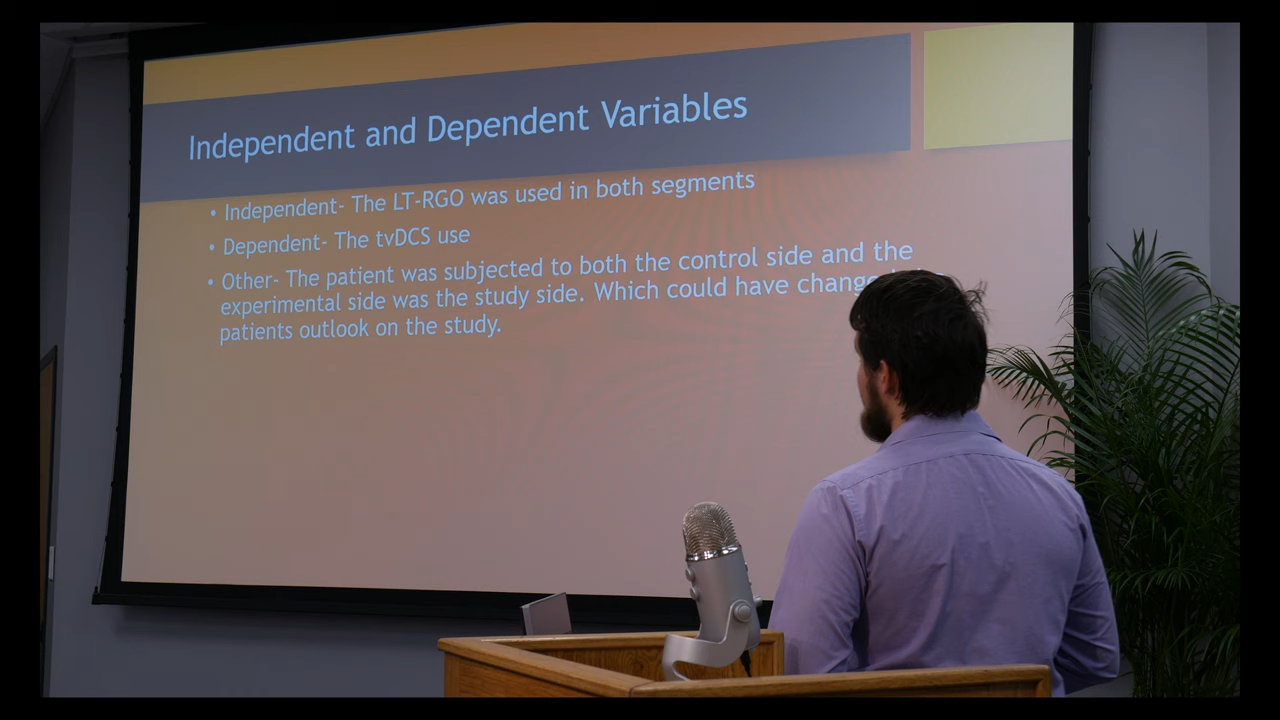 Independent and Dependent Variables
• Independent- The LT-RGO was used in both segments
• Dependent- The tvDCS use
• Other- The patient was subjected to both the control side and the
experimental side was the study side. Which could have
patients outlook on the study.